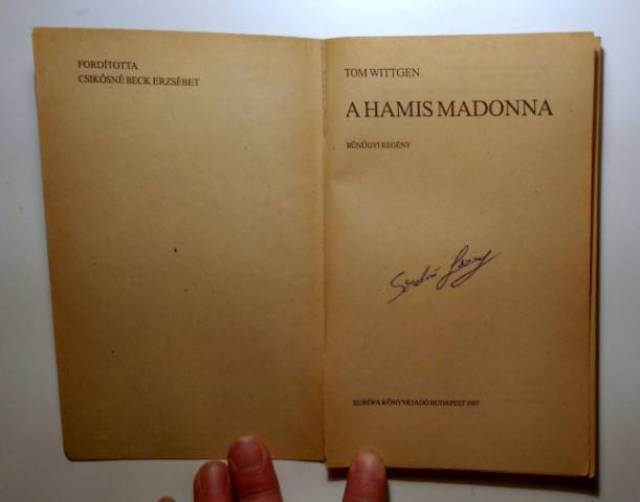 FORDÍTOTTA
CSIKÓSNÉ BECK ERZSÉBET
TOM WITTGEN
A HAMIS MADONNA
BŰNÜGYI REGÉNY
EURÓPA KÖNYVKIADÓ BUDAPEST 1987